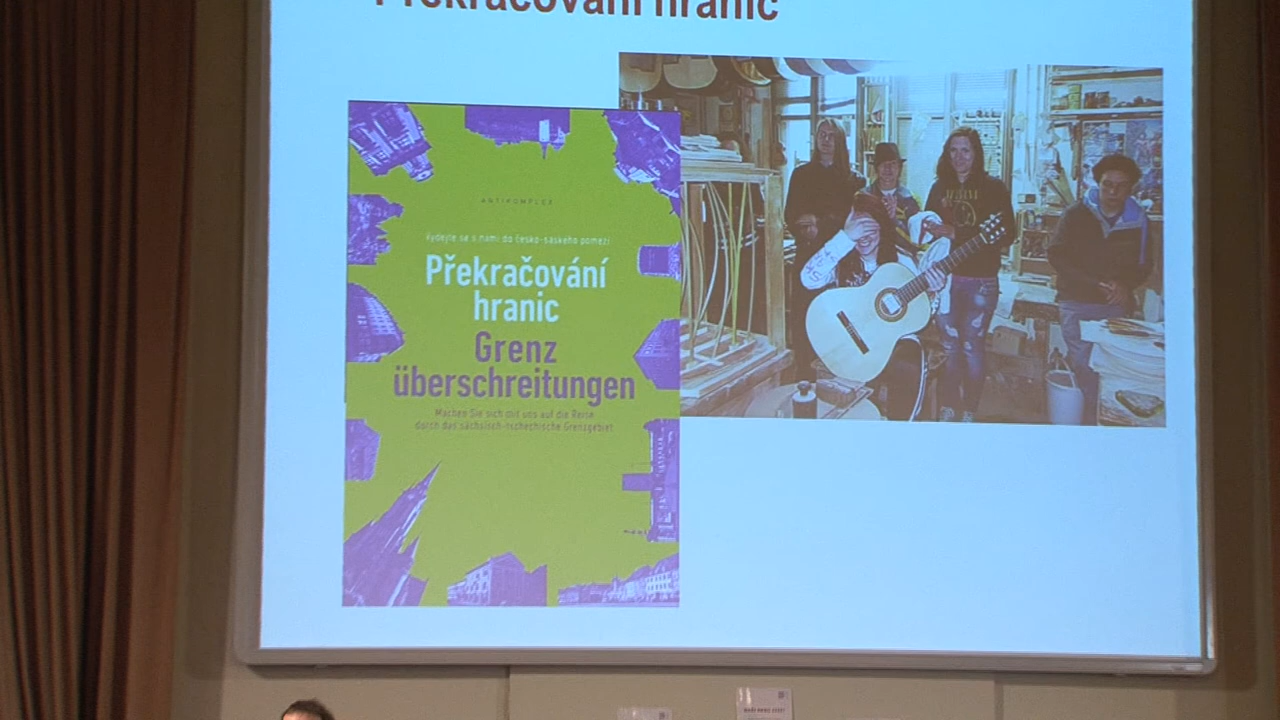 Překračování hranic
ANTIKOMPLEX
Vydejte se s námi do česko-saského pomezí
Překračování
hranic
Grenz
überschreitungen
Machen Sie sich mit uns auf die Reise
durch das sächsisch-tschechische Grenzgebiet